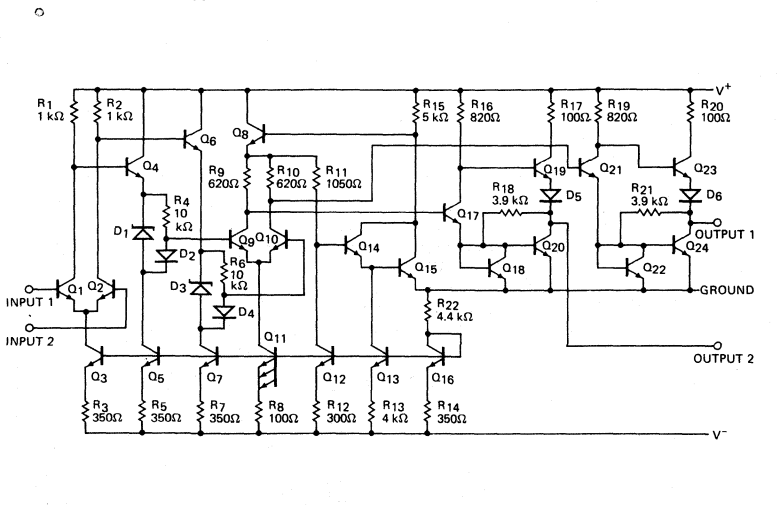 R1 1 kΩ
R2 1 kΩ
Q4
Q6
Q8
R9 620Ω
R10 620Ω
R11 1050Ω
R15 5 kΩ
R16 820Ω
R17 100Ω
R19 820Ω
R20 100Ω
V+
R4 10 kΩ
D1
D2
Q9
Q10
Q14
Q15
Q17
R18 3.9 kΩ
Q19
D5
Q21
R21 3.9 kΩ
Q23
D6
OUTPUT 1
Q18
Q20
Q22
Q24
R6 10 kΩ
D3
D4
INPUT 1
Q1
Q2
INPUT 2
GROUND
R22 4.4 kΩ
Q3
Q5
Q7
Q11
Q12
Q13
Q16
OUTPUT 2
R3 350Ω
R5 350Ω
R7 350Ω
R8 100Ω
R12 300Ω
R13 4 kΩ
R14 350Ω
V−